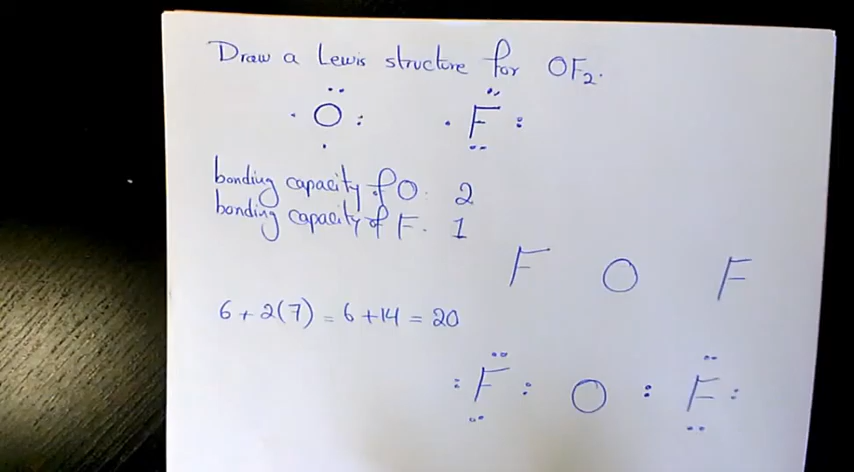 Draw a Lewis structure for OF₂.
O F
bonding capacity of O. 2
bonding capacity of F. 1
F O F
6 + 2(7) = 6 + 14 = 20
:F : O : F: